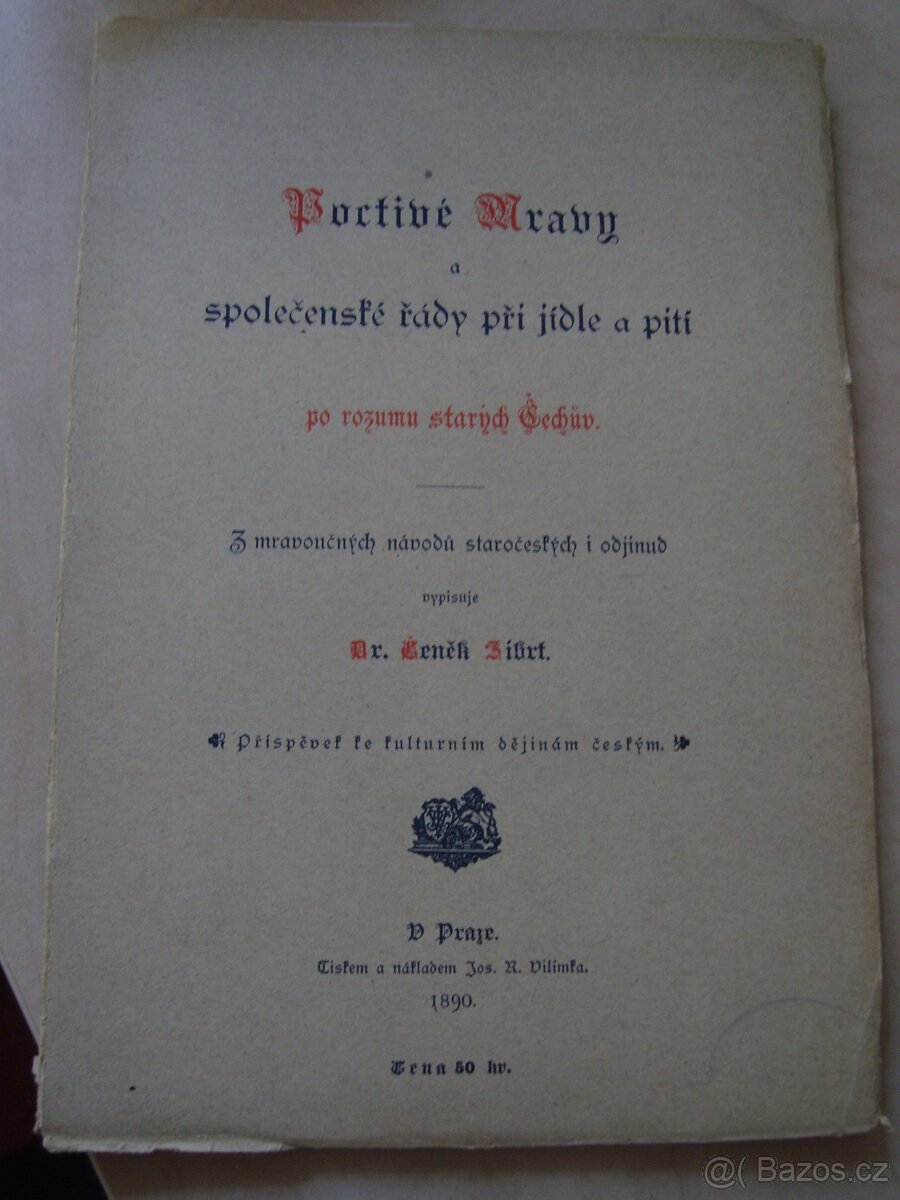 Poctivé Mravy
a
společenské řády při jídle a pití
po rozumu starých Čechův.
Z mravoučných návodů staročeských i odjinud
vypisuje
Dr. Čeněk Zíbrt.
Příspěvek ke kulturním dějinám českým.
V Praze.
Tiskem a nákladem Jos. R. Vilímka.
1890.
Cena 50 kr.
@( Bazos.cz